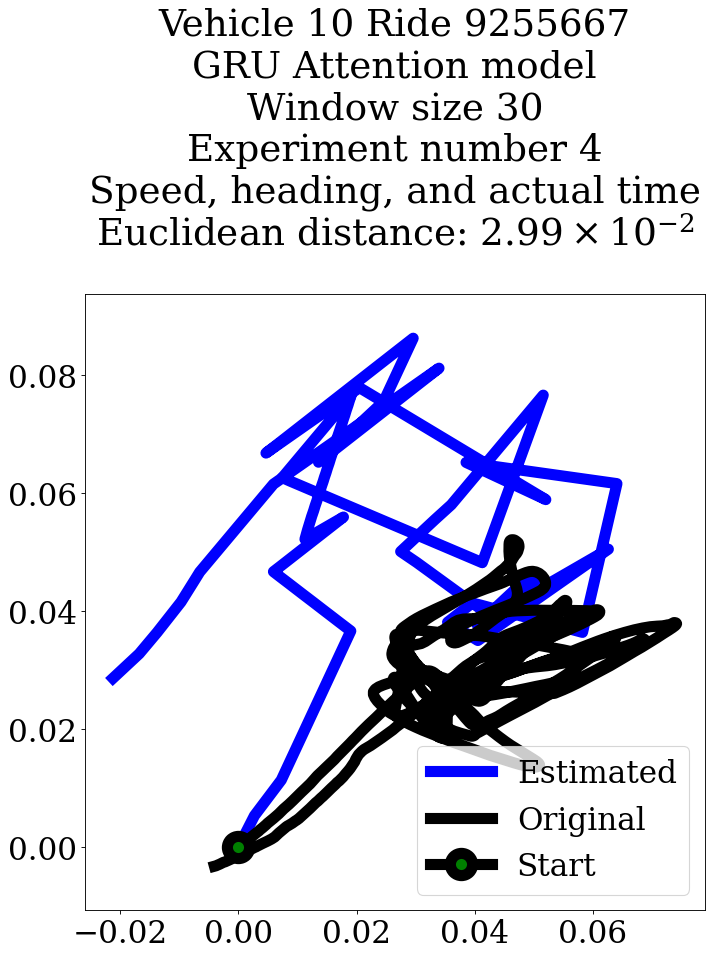 Vehicle 10 Ride 9255667
GRU Attention model
Window size 30
Experiment number 4
Speed, heading, and actual time
Euclidean distance: 2.99 × 10⁻²
0.08
0.06
0.04
0.02
0.00
−0.02 0.00 0.02 0.04 0.06
Estimated
Original
Start